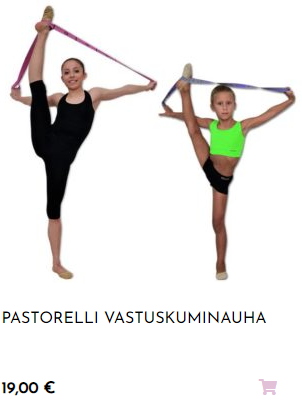 PASTORELLI VASTUSKUMINAUHA
19,00 €